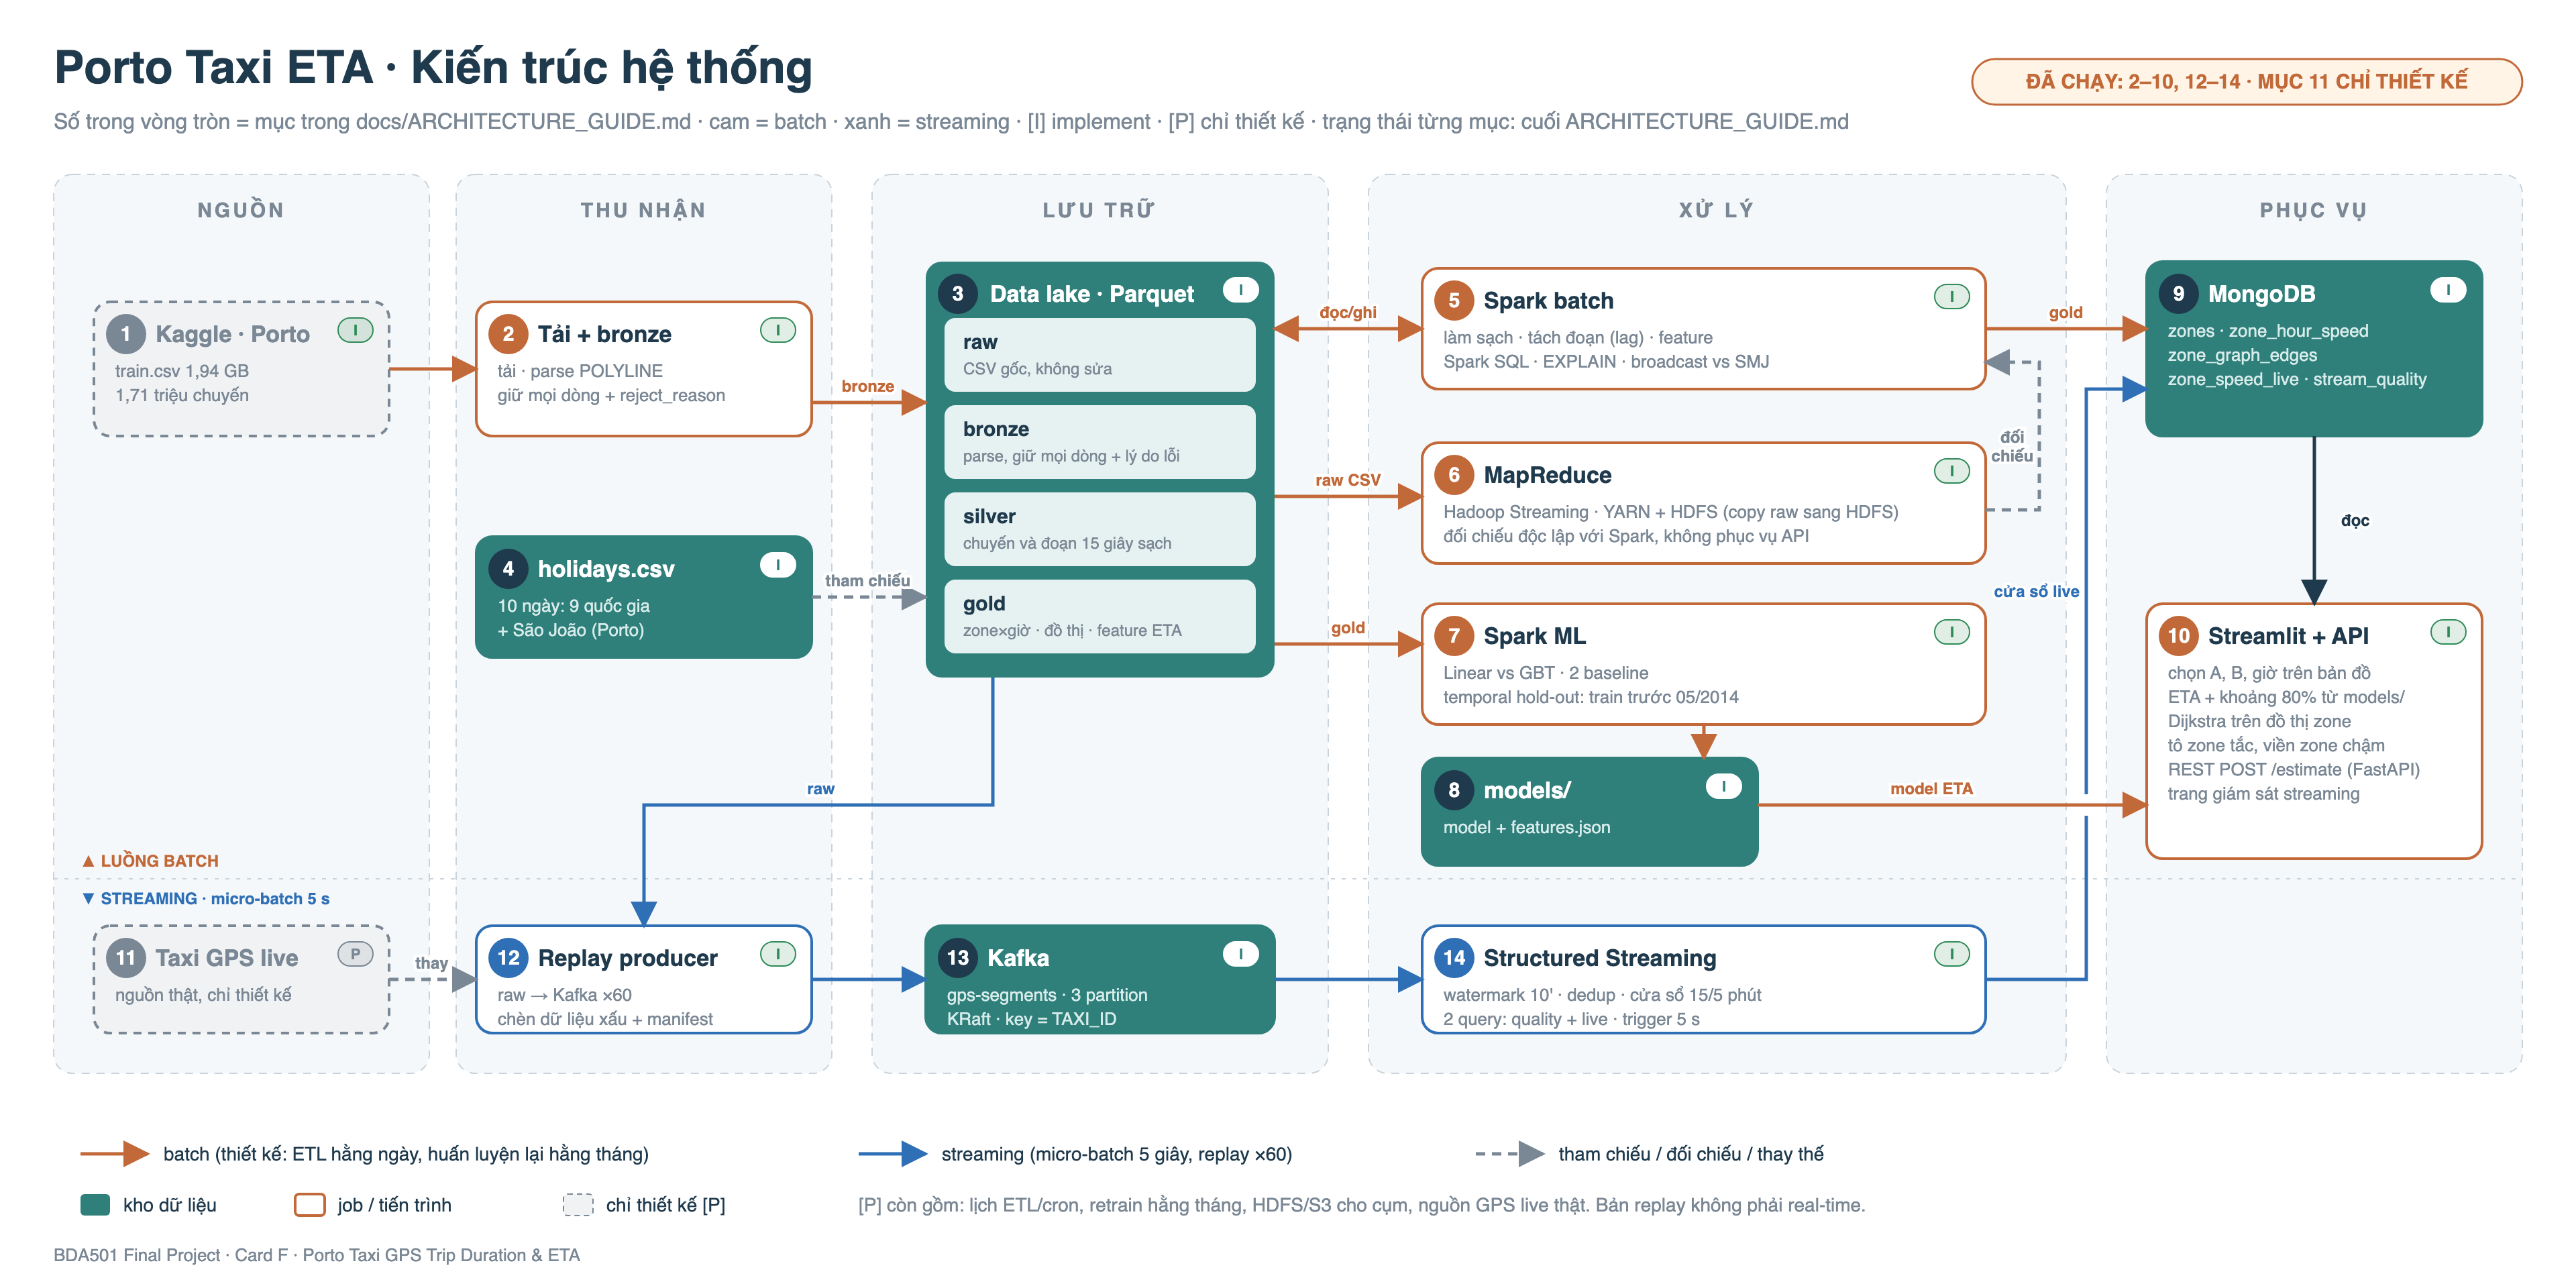 Porto Taxi ETA · Kiến trúc hệ thống
ĐÃ CHẠY: 2–10, 12–14 · MỤC 11 CHỈ THIẾT KẾ
Số trong vòng tròn = mục trong docs/ARCHITECTURE_GUIDE.md · cam = batch · xanh = streaming · [I] implement · [P] chỉ thiết kế · trạng thái từng mục: cuối ARCHITECTURE_GUIDE.md
NGUỒN
THU NHẬN
LƯU TRỮ
XỬ LÝ
PHỤC VỤ
1 Kaggle · Porto I
train.csv 1,94 GB
1,71 triệu chuyến
2 Tải + bronze I
tải · parse POLYLINE
giữ mọi dòng + reject_reason
bronze
4 holidays.csv I
10 ngày: 9 quốc gia
+ São João (Porto)
tham chiếu
3 Data lake · Parquet I
raw
CSV gốc, không sửa
bronze
parse, giữ mọi dòng + lý do lỗi
silver
chuyến và đoạn 15 giây sạch
gold
zone×giờ · đồ thị · feature ETA
đọc/ghi
raw CSV
gold
raw
5 Spark batch I
làm sạch · tách đoạn (lag) · feature
Spark SQL · EXPLAIN · broadcast vs SMJ
6 MapReduce I
Hadoop Streaming · YARN + HDFS (copy raw sang HDFS)
đối chiếu độc lập với Spark, không phục vụ API
đối
chiếu
7 Spark ML I
Linear vs GBT · 2 baseline
temporal hold-out: train trước 05/2014
8 models/ I
model + features.json
gold
cửa sổ live
model ETA
9 MongoDB I
zones · zone_hour_speed
zone_graph_edges
zone_speed_live · stream_quality
đọc
10 Streamlit + API I
chọn A, B, giờ trên bản đồ
ETA + khoảng 80% từ models/
Dijkstra trên đồ thị zone
tô zone tắc, viền zone chậm
REST POST /estimate (FastAPI)
trang giám sát streaming
▲ LUỒNG BATCH
▼ STREAMING · micro-batch 5 s
11 Taxi GPS live P
nguồn thật, chỉ thiết kế
thay
12 Replay producer I
raw → Kafka ×60
chèn dữ liệu xấu + manifest
13 Kafka I
gps-segments · 3 partition
KRaft · key = TAXI_ID
14 Structured Streaming I
watermark 10' · dedup · cửa sổ 15/5 phút
2 query: quality + live · trigger 5 s
batch (thiết kế: ETL hằng ngày, huấn luyện lại hằng tháng)
streaming (micro-batch 5 giây, replay ×60)
tham chiếu / đối chiếu / thay thế
kho dữ liệu
job / tiến trình
chỉ thiết kế [P]
[P] còn gồm: lịch ETL/cron, retrain hằng tháng, HDFS/S3 cho cụm, nguồn GPS live thật. Bản replay không phải real-time.
BDA501 Final Project · Card F · Porto Taxi GPS Trip Duration & ETA